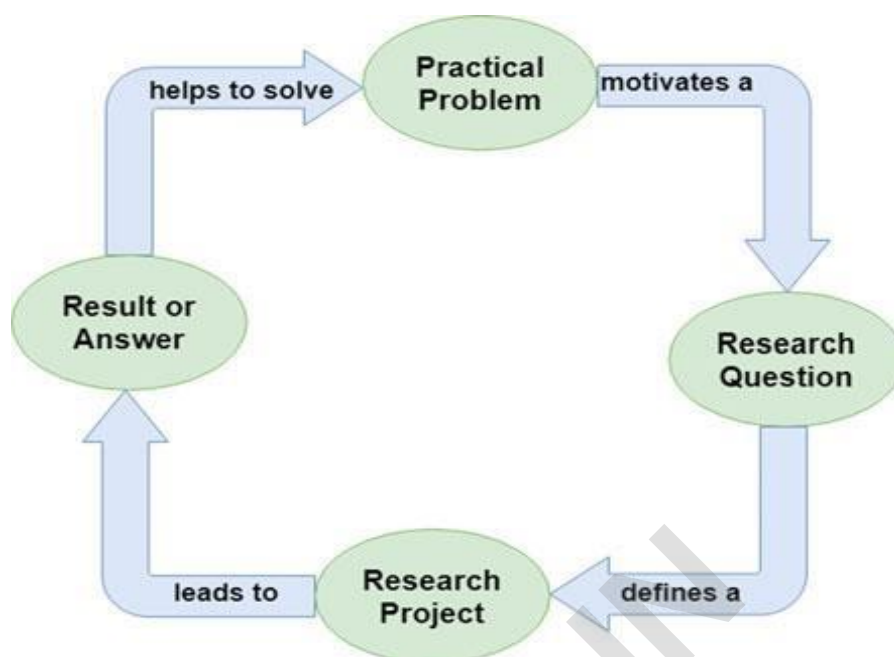 Practical
Problem
motivates a
Research
Question
defines a
Research
Project
leads to
Result or
Answer
helps to solve